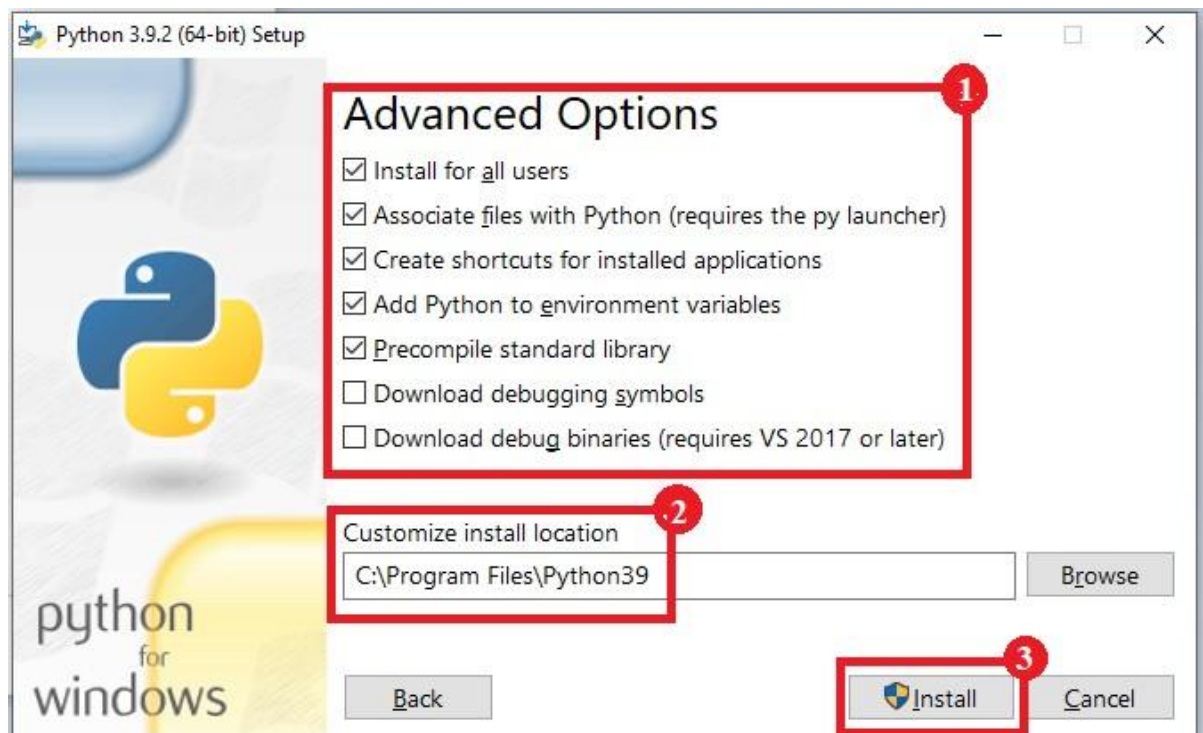 Python 3.9.2 (64-bit) Setup
1
Advanced Options
Install for all users
Associate files with Python (requires the py launcher)
Create shortcuts for installed applications
Add Python to environment variables
Precompile standard library
Download debugging symbols
Download debug binaries (requires VS 2017 or later)
2
Customize install location
C:\Program Files\Python39
Browse
python
for
windows
3
Back
Install
Cancel